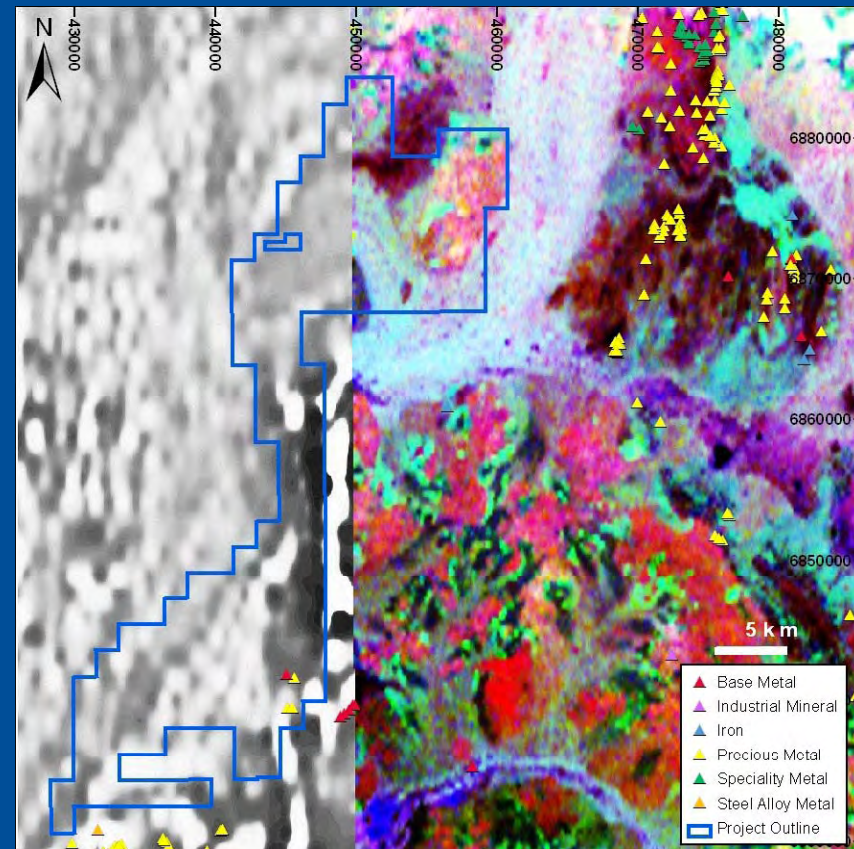 N
430000
440000
450000
460000
470000
480000
6880000
6870000
6860000
6850000
5 km
Base Metal
Industrial Mineral
Iron
Precious Metal
Speciality Metal
Steel Alloy Metal
Project Outline